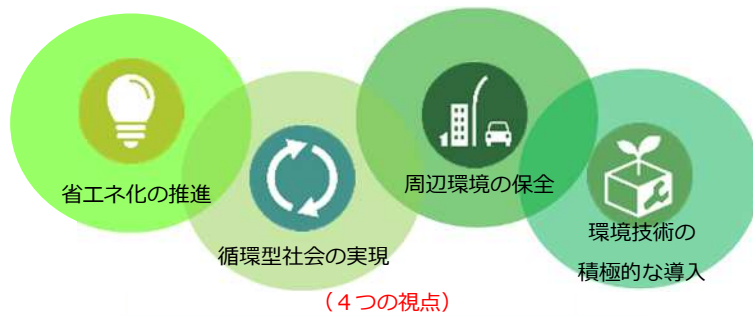 省エネ化の推進
循環型社会の実現
周辺環境の保全
環境技術の
積極的な導入
（４つの視点）